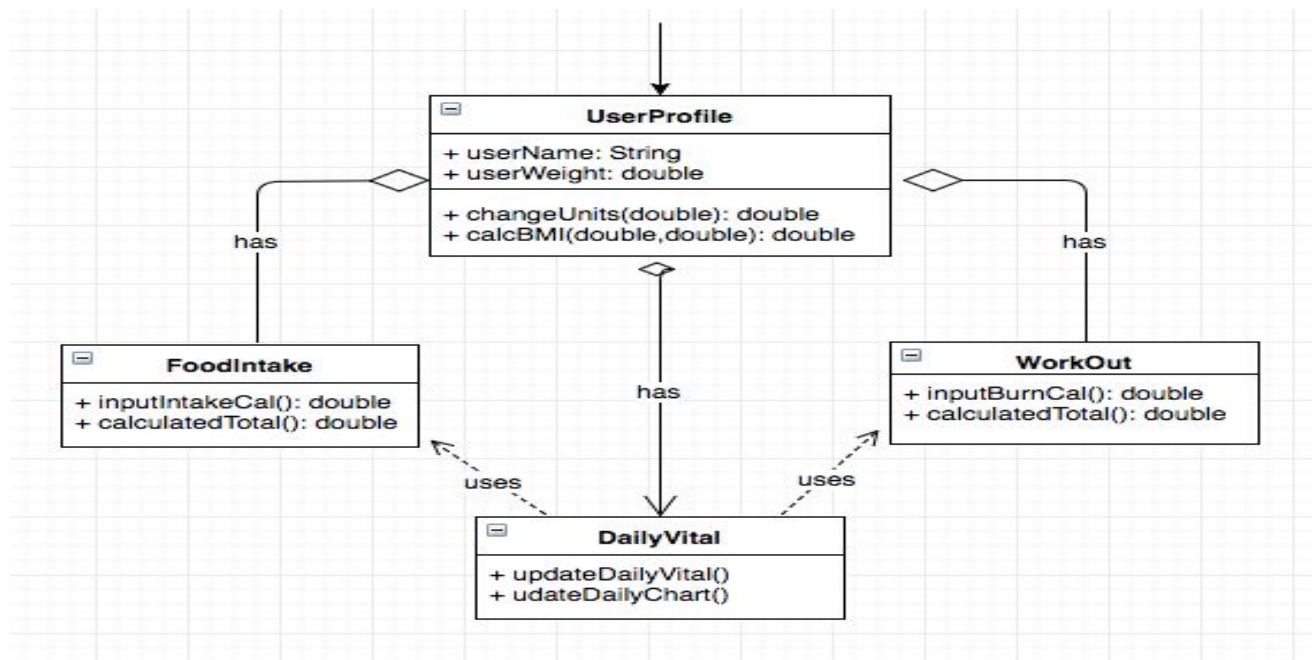 UserProfile
+ userName: String
+ userWeight: double
+ changeUnits(double): double
+ calcBMI(double,double): double
has
has
FoodIntake
+ inputIntakeCal(): double
+ calculatedTotal(): double
has
WorkOut
+ inputBurnCal(): double
+ calculatedTotal(): double
uses
uses
DailyVital
+ updateDailyVital()
+ udateDailyChart()